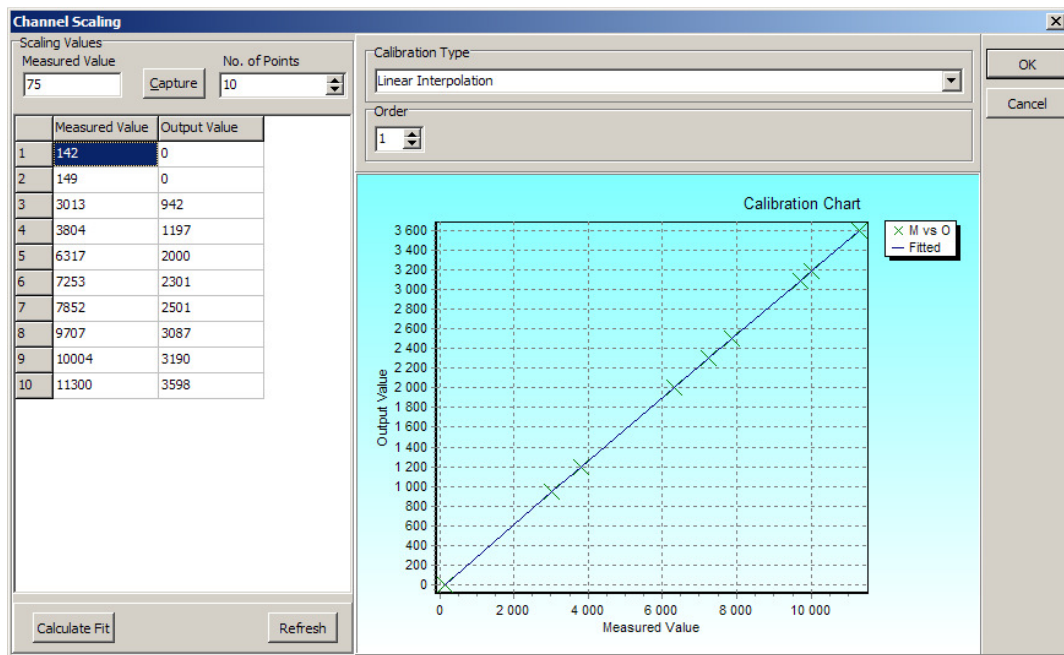 Channel Scaling
Scaling Values
Measured Value
No. of Points
75
Capture
10
Measured Value Output Value
1 142 0
2 149 0
3 3013 942
4 3804 1197
5 6317 2000
6 7253 2301
7 7852 2501
8 9707 3087
9 10004 3190
10 11300 3598
Calculate Fit
Refresh
Calibration Type
Linear Interpolation
Order
1
OK
Cancel
Calibration Chart
M vs O
Fitted
3 600
3 400
3 200
3 000
2 800
2 600
2 400
2 200
2 000
1 800
1 600
1 400
1 200
1 000
800
600
400
200
0
Output Value
0 2 000 4 000 6 000 8 000 10 000
Measured Value